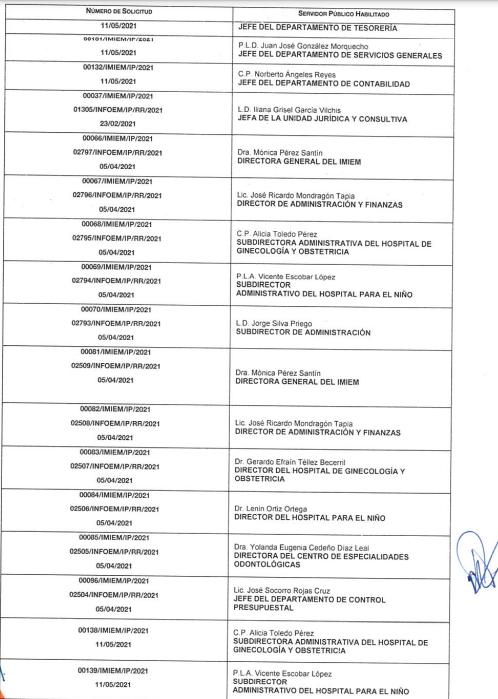 NÚMERO DE SOLICITUD
SERVIDOR PÚBLICO HABILITADO
11/05/2021
JEFE DEL DEPARTAMENTO DE TESORERÍA
00101/IMIEM/IP/2021
11/05/2021
P.L.D. Juan José González Morquecho
JEFE DEL DEPARTAMENTO DE SERVICIOS GENERALES
00132/IMIEM/IP/2021
11/05/2021
C.P. Norberto Ángeles Reyes
JEFE DEL DEPARTAMENTO DE CONTABILIDAD
00037/IMIEM/IP/2021
01305/INFOEM/IP/RR/2021
23/02/2021
L.D. Iliana Grisel García Vilchis
JEFA DE LA UNIDAD JURÍDICA Y CONSULTIVA
00066/IMIEM/IP/2021
02797/INFOEM/IP/RR/2021
05/04/2021
Dra. Mónica Pérez Santín
DIRECTORA GENERAL DEL IMIEM
00067/IMIEM/IP/2021
02796/INFOEM/IP/RR/2021
05/04/2021
Lic. José Ricardo Mondragón Tapia
DIRECTOR DE ADMINISTRACIÓN Y FINANZAS
00068/IMIEM/IP/2021
02795/INFOEM/IP/RR/2021
05/04/2021
C.P. Alicia Toledo Pérez
SUBDIRECTORA ADMINISTRATIVA DEL HOSPITAL DE
GINECOLOGÍA Y OBSTETRICIA
00069/IMIEM/IP/2021
02794/INFOEM/IP/RR/2021
05/04/2021
P.L.A. Vicente Escobar López
SUBDIRECTOR
ADMINISTRATIVO DEL HOSPITAL PARA EL NIÑO
00070/IMIEM/IP/2021
02793/INFOEM/IP/RR/2021
05/04/2021
L.D. Jorge Silva Priego
SUBDIRECTOR DE ADMINISTRACIÓN
00081/IMIEM/IP/2021
02509/INFOEM/IP/RR/2021
05/04/2021
Dra. Mónica Pérez Santín
DIRECTORA GENERAL DEL IMIEM
00082/IMIEM/IP/2021
02508/INFOEM/IP/RR/2021
05/04/2021
Lic. José Ricardo Mondragón Tapia
DIRECTOR DE ADMINISTRACIÓN Y FINANZAS
00083/IMIEM/IP/2021
02507/INFOEM/IP/RR/2021
05/04/2021
Dr. Gerardo Efraín Téllez Becerril
DIRECTOR DEL HOSPITAL DE GINECOLOGÍA Y
OBSTETRICIA
00084/IMIEM/IP/2021
02506/INFOEM/IP/RR/2021
05/04/2021
Dr. Lenin Ortiz Ortega
DIRECTOR DEL HOSPITAL PARA EL NIÑO
00085/IMIEM/IP/2021
02505/INFOEM/IP/RR/2021
05/04/2021
Dra. Yolanda Eugenia Cedeño Díaz Leal
DIRECTORA DEL CENTRO DE ESPECIALIDADES
ODONTOLÓGICAS
00086/IMIEM/IP/2021
02504/INFOEM/IP/RR/2021
05/04/2021
Lic. José Socorro Rojas Cruz
JEFE DEL DEPARTAMENTO DE CONTROL
PRESUPUESTAL
00138/IMIEM/IP/2021
11/05/2021
C.P. Alicia Toledo Pérez
SUBDIRECTORA ADMINISTRATIVA DEL HOSPITAL DE
GINECOLOGÍA Y OBSTETRICIA
00139/IMIEM/IP/2021
11/05/2021
P.L.A. Vicente Escobar López
SUBDIRECTOR
ADMINISTRATIVO DEL HOSPITAL PARA EL NIÑO